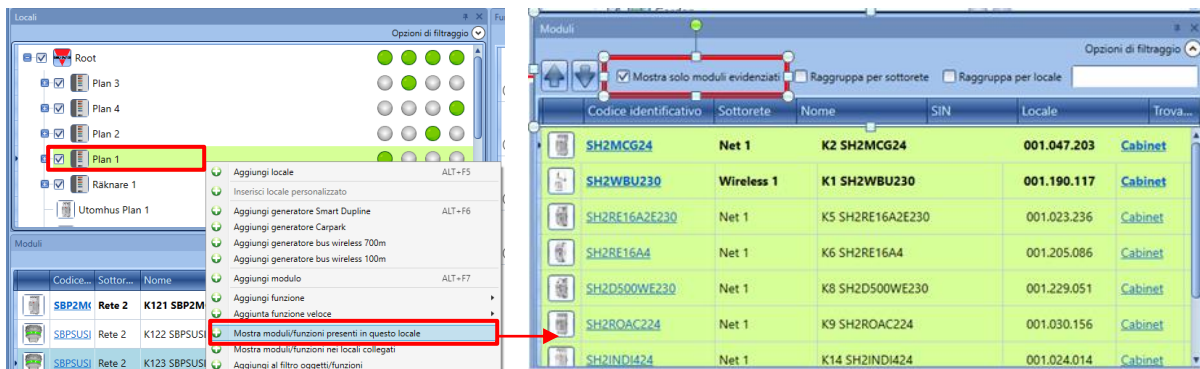 Locali
Fu
Opzioni di filtraggio
Root
Plan 3
Plan 4
Plan 2
Plan 1
Räknare 1
Utomhus Plan 1
Aggiungi locale ALT+F5
Inserisci locale personalizzato
Aggiungi generatore Smart Dupline ALT+F6
Aggiungi generatore Carpark
Aggiungi generatore bus wireless 700m
Aggiungi generatore bus wireless 100m
Aggiungi modulo ALT+F7
Aggiungi funzione
Aggiunta funzione veloce
Mostra moduli/funzioni presenti in questo locale
Mostra moduli/funzioni nei locali collegati
Aggiungi al filtro oggetti/funzioni
Moduli
Codice... Sottor... Nome
SBP2M Rete 2 K121 SBP2M
SBPSUSI Rete 2 K122 SBPSUSI
SBPSUSI Rete 2 K123 SBPSUSI
Moduli
Opzioni di filtraggio
Mostra solo moduli evidenziati Raggruppa per sottorete Raggruppa per locale
Codice identificativo Sottorete Nome SIN Locale Trova...
SH2MCG24 Net 1 K2 SH2MCG24 001.047.203 Cabinet
SH2WBU230 Wireless 1 K1 SH2WBU230 001.190.117 Cabinet
SH2RE16A2E230 Net 1 K5 SH2RE16A2E230 001.023.236 Cabinet
SH2RE16A4 Net 1 K6 SH2RE16A4 001.205.086 Cabinet
SH2D500WE230 Net 1 K8 SH2D500WE230 001.229.051 Cabinet
SH2ROAC224 Net 1 K9 SH2ROAC224 001.030.156 Cabinet
SH2INDI424 Net 1 K14 SH2INDI424 001.024.014 Cabinet